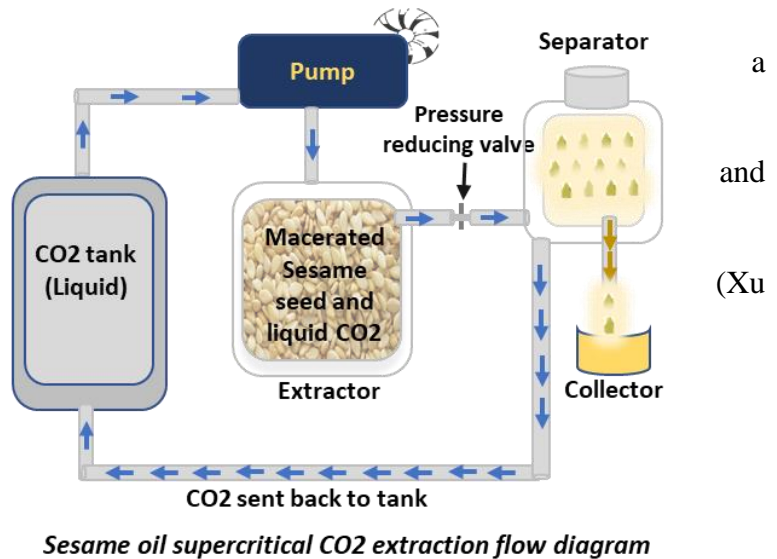 Pump
Separator
a
Pressure
reducing valve
and
CO2 tank
(Liquid)
Macerated
Sesame
seed and
liquid CO2
(Xu
Extractor
Collector
CO2 sent back to tank
Sesame oil supercritical CO2 extraction flow diagram